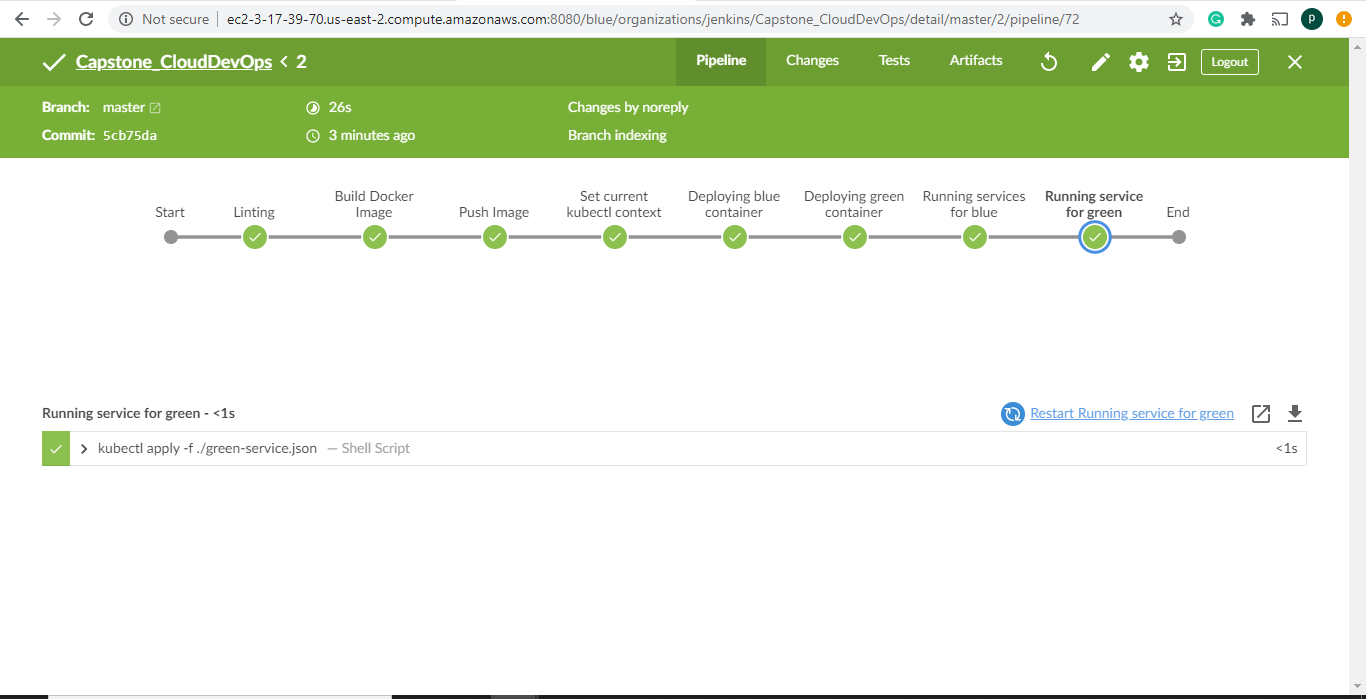 Not secure | ec2-3-17-39-70.us-east-2.compute.amazonaws.com:8080/blue/organizations/jenkins/Capstone_CloudDevOps/detail/master/2/pipeline/72
G P !
Capstone_CloudDevOps < 2 Pipeline Changes Tests Artifacts Logout
Branch: master 26s Changes by noreply
Commit: 5cb75da 3 minutes ago Branch indexing
Start
Linting
Build Docker
Image
Push Image
Set current
kubectl context
Deploying blue
container
Deploying green
container
Running services
for blue
Running service
for green
End
Running service for green - <1s Restart Running service for green
kubectl apply -f ./green-service.json — Shell Script <1s